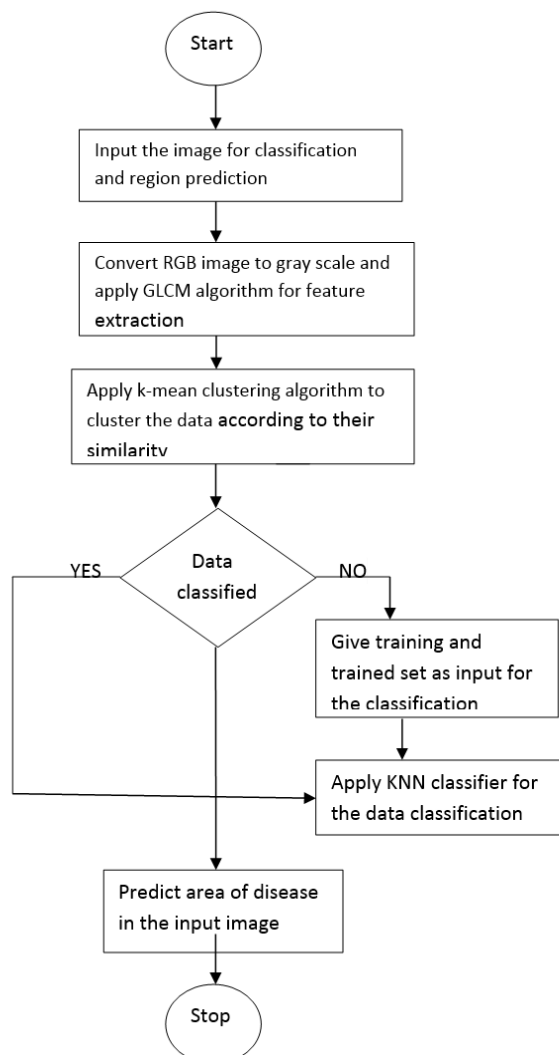 Start
Input the image for classification
and region prediction
Convert RGB image to gray scale and
apply GLCM algorithm for feature
extraction
Apply k-mean clustering algorithm to
cluster the data according to their
similarity
Data
classified
YES
NO
Give training and
trained set as input for
the classification
Apply KNN classifier for
the data classification
Predict area of disease
in the input image
Stop